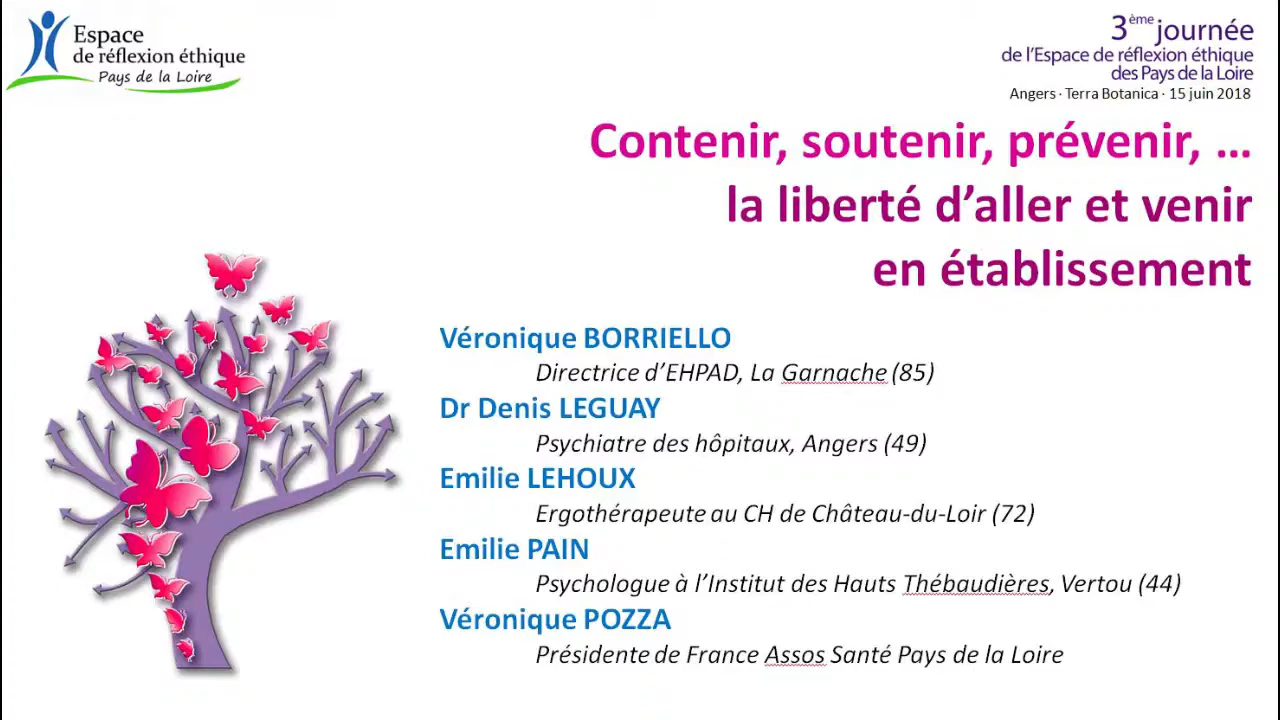 Espace
de réflexion éthique
Pays de la Loire
3ème journée
de l'Espace de réflexion éthique
des Pays de la Loire
Angers · Terra Botanica · 15 juin 2018
Contenir, soutenir, prévenir, ...
la liberté d'aller et venir
en établissement
Véronique BORRIELLO
Directrice d'EHPAD, La Garnache (85)
Dr Denis LEGUAY
Psychiatre des hôpitaux, Angers (49)
Emilie LEHOUX
Ergothérapeute au CH de Château-du-Loir (72)
Emilie PAIN
Psychologue à l'Institut des Hauts Thébaudières, Vertou (44)
Véronique POZZA
Présidente de France Assos Santé Pays de la Loire